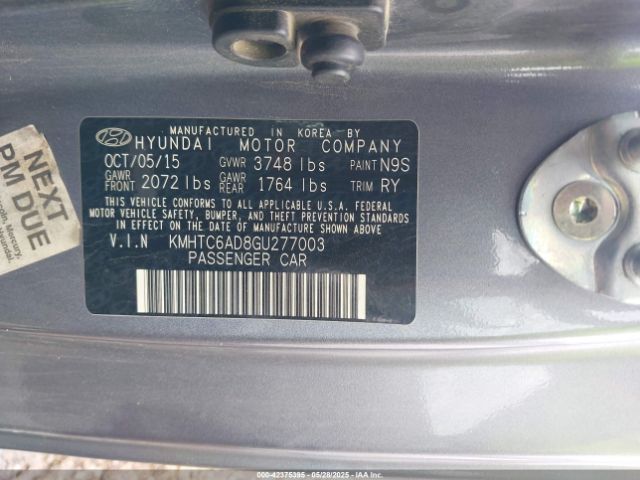 MANUFACTURED IN KOREA BY
HYUNDAI MOTOR COMPANY
OCT/05/15 GVWR 3748 lbs PAINT N9S
GAWR FRONT 2072 lbs GAWR REAR 1764 lbs TRIM RY
THIS VEHICLE CONFORMS TO ALL APPLICABLE U.S.A. FEDERAL
MOTOR VEHICLE SAFETY, BUMPER, AND THEFT PREVENTION STANDARDS
IN EFFECT ON THE DATE OF MANUFACTURE SHOWN ABOVE.
V.I.N KMHTC6AD8GU277003
PASSENGER CAR
NEXT
PM DUE
Lincoln, Mercury,
Hyundai.
000-42375395 - 05/28/2025 - IAA Inc.